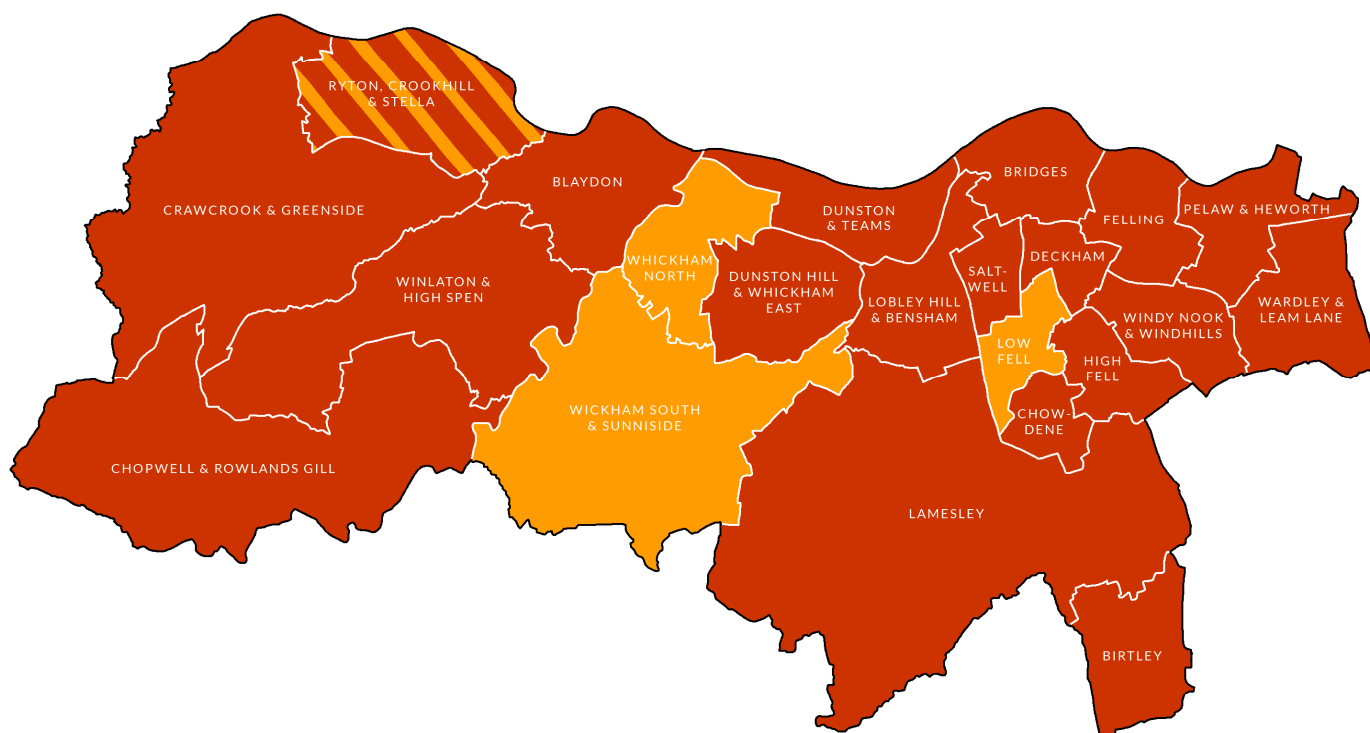 RYTON, CROOKHILL
& STELLA
CRAWCROOK & GREENSIDE
BLAYDON
WINLATON &
HIGH SPEN
CHOPWELL & ROWLANDS GILL
WHICKHAM
NORTH
WICKHAM SOUTH
& SUNNISIDE
DUNSTON
& TEAMS
DUNSTON HILL
& WHICKHAM
EAST
LOBLEY HILL
& BENSHAM
BRIDGES
SALT-
WELL
DECKHAM
FELLING
PELAW & HEWORTH
WARDLEY &
LEAM LANE
WINDY NOOK
& WINDHILLS
LOW
FELL
HIGH
FELL
CHOW-
DENE
LAMESLEY
BIRTLEY